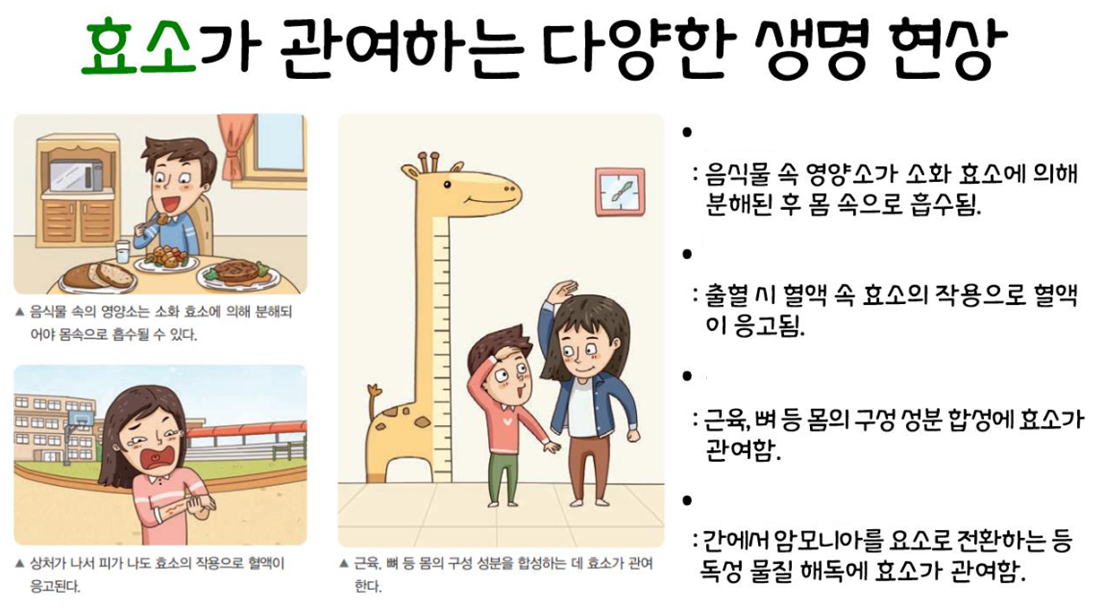 효소가 관여하는 다양한 생명 현상
▲ 음식물 속의 영양소는 소화 효소에 의해 분해되
어야 몸속으로 흡수될 수 있다.
▲ 상처가 나서 피가 나도 효소의 작용으로 혈액이
응고된다.
▲ 근육, 뼈 등 몸의 구성 성분을 합성하는 데 효소가 관여
한다.
•
: 음식물 속 영양소가 소화 효소에 의해
분해된 후 몸 속으로 흡수됨.
•
: 출혈 시 혈액 속 효소의 작용으로 혈액
이 응고됨.
•
: 근육, 뼈 등 몸의 구성 성분 합성에 효소가
관여함.
•
: 간에서 암모니아를 요소로 전환하는 등
독성 물질 해독에 효소가 관여함.